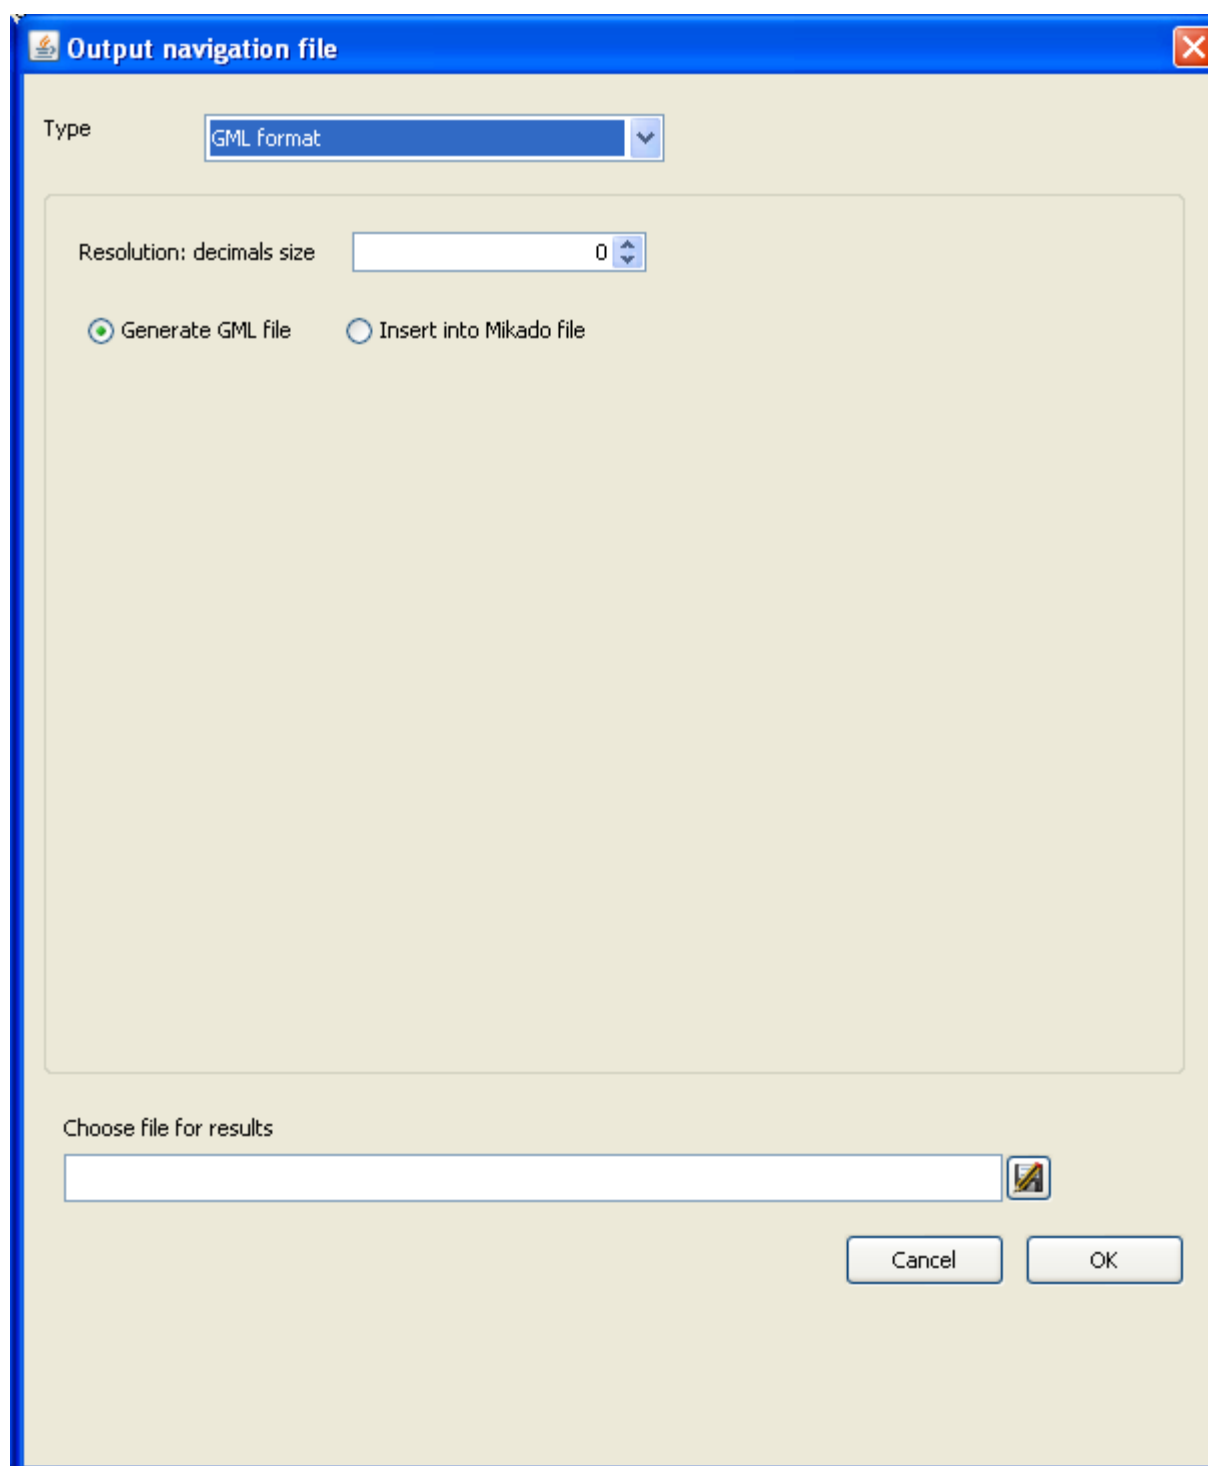 Output navigation file
Type GML format
Resolution: decimals size 0
Generate GML file Insert into Mikado file
Choose file for results
Cancel OK